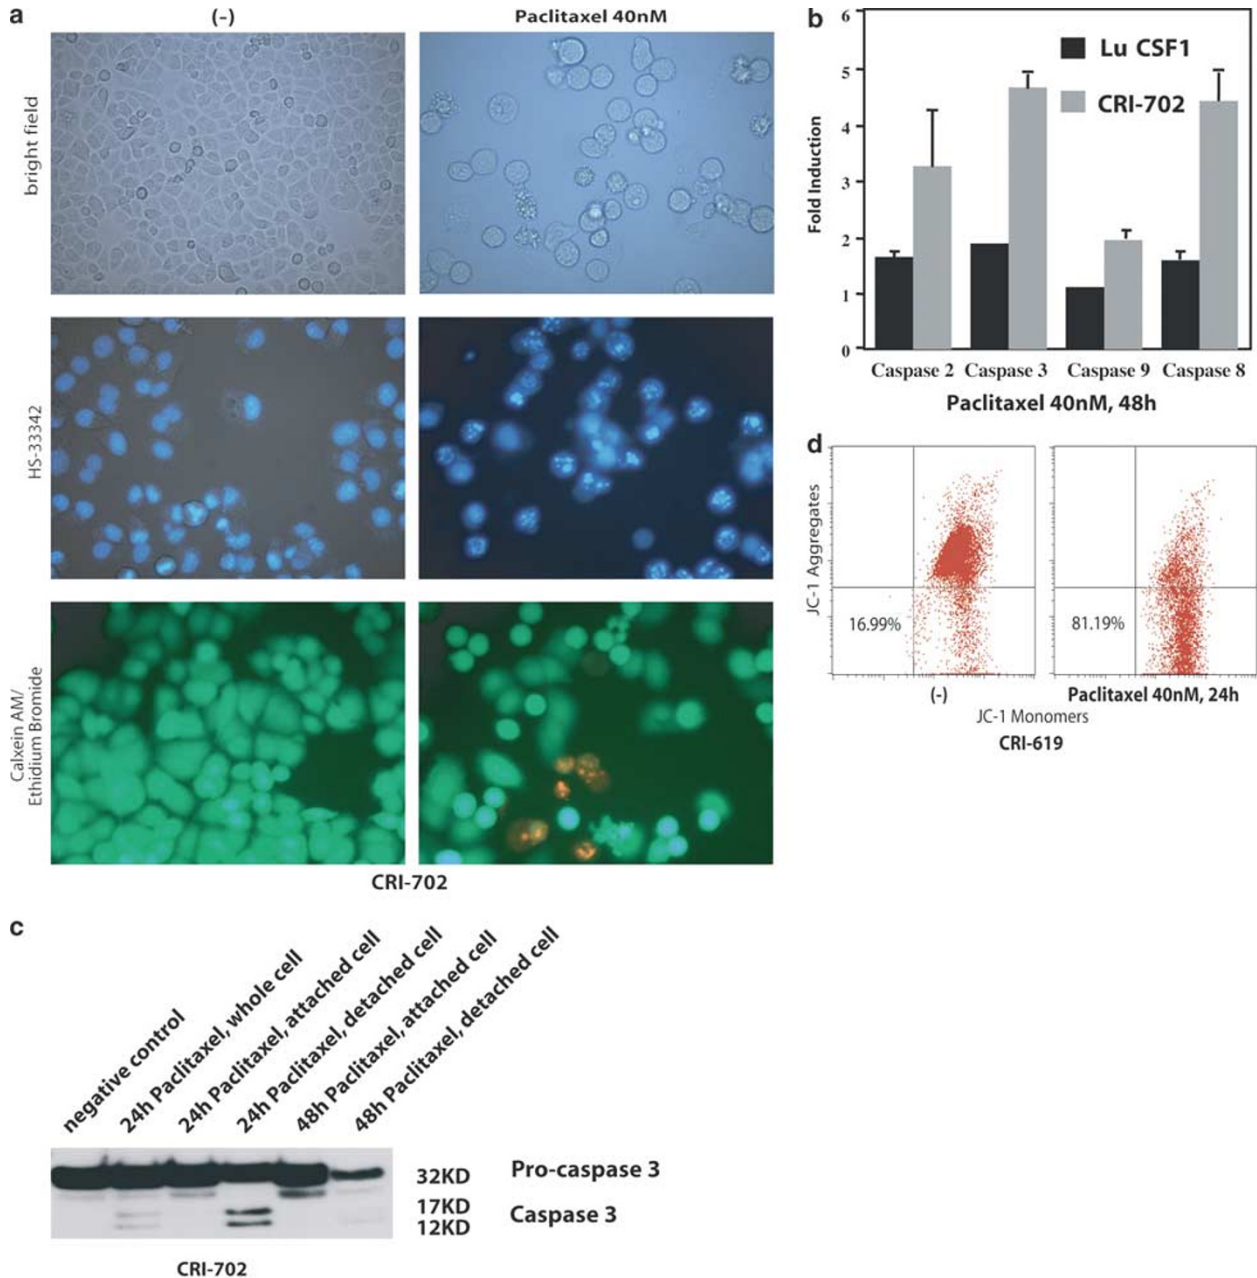 a
(-)
Paclitaxel 40nM
bright field
HS-33342
Calxein AM/
Ethidium Bromide
CRI-702
b
6
5
4
3
2
1
0
Fold Induction
Lu CSF1
CRI-702
Caspase 2 Caspase 3 Caspase 9 Caspase 8
Paclitaxel 40nM, 48h
c
negative control
24h Paclitaxel, whole cell
24h Paclitaxel, attached cell
24h Paclitaxel, detached cell
48h Paclitaxel, attached cell
48h Paclitaxel, detached cell
32KD Pro-caspase 3
17KD
12KD
Caspase 3
CRI-702
d
JC-1 Aggregates
16.99%
81.19%
(-)
Paclitaxel 40nM, 24h
JC-1 Monomers
CRI-619